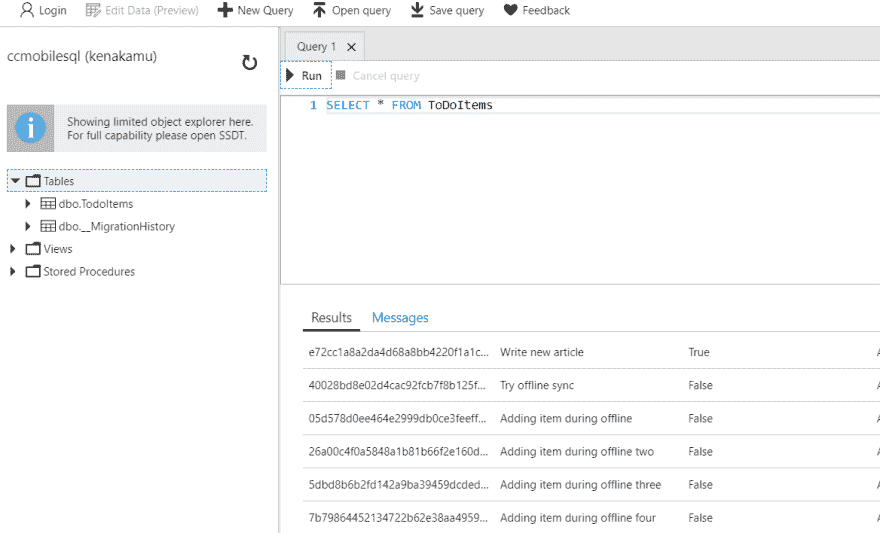 Login Edit Data (Preview) New Query Open query Save query Feedback
ccmobilesql (kenakamu)
Showing limited object explorer here.
For full capability please open SSDT.
Tables
dbo.TodoItems
dbo.__MigrationHistory
Views
Stored Procedures
Query 1
Run Cancel query
1 SELECT * FROM ToDoItems
Results Messages
e72cc1a8a2da4d68a8bb4220f1a1c... Write new article True
40028bd8e02d4cac92fcb7f8b125f... Try offline sync False
05d578d0ee464e2999db0ce3feeff... Adding item during offline False
26a00c4f0a5848a1b81b66f2e160d... Adding item during offline two False
5dbd8b6b2fd142a9ba39459dcded... Adding item during offline three False
7b79864452134722b62e38aa4959... Adding item during offline four False